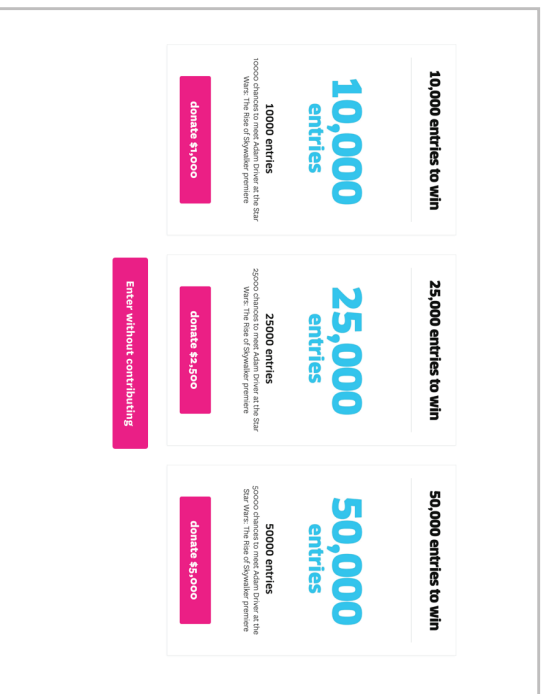 10,000 entries to win
10,000
entries
10000 entries
10000 chances to meet Adam Driver at the Star
Wars: The Rise of Skywalker premiere
donate $1,000
25,000 entries to win
25,000
entries
25000 entries
25000 chances to meet Adam Driver at the Star
Wars: The Rise of Skywalker premiere
donate $2,500
50,000 entries to win
50,000
entries
50000 entries
50000 chances to meet Adam Driver at the
Star Wars: The Rise of Skywalker premiere
donate $5,000
Enter without contributing